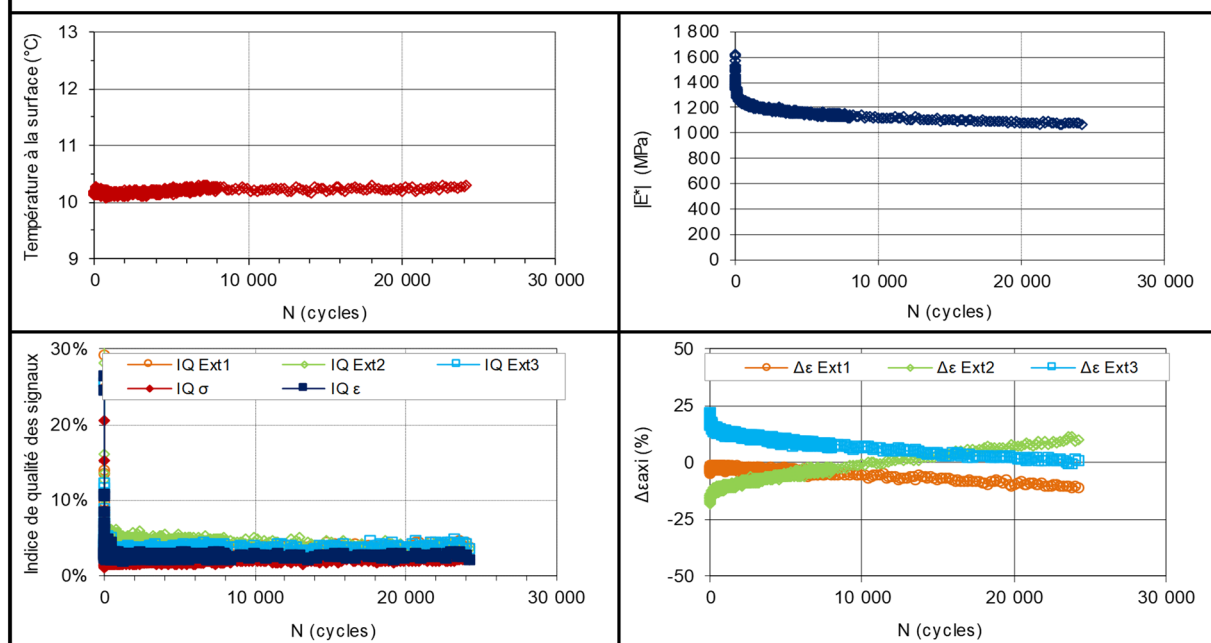 Température à la surface (°C)
13
12
11
10
9
0
10 000
20 000
30 000
N (cycles)
|E*| (MPa)
1 800
1 600
1 400
1 200
1 000
800
600
400
200
0
0
10 000
20 000
30 000
N (cycles)
Indice de qualité des signaux
30%
20%
10%
0%
IQ Ext1
IQ Ext2
IQ Ext3
IQ σ
IQ ε
0
10 000
20 000
30 000
N (cycles)
Δεaxi (%)
50
25
0
-25
-50
Δε Ext1
Δε Ext2
Δε Ext3
0
10 000
20 000
30 000
N (cycles)